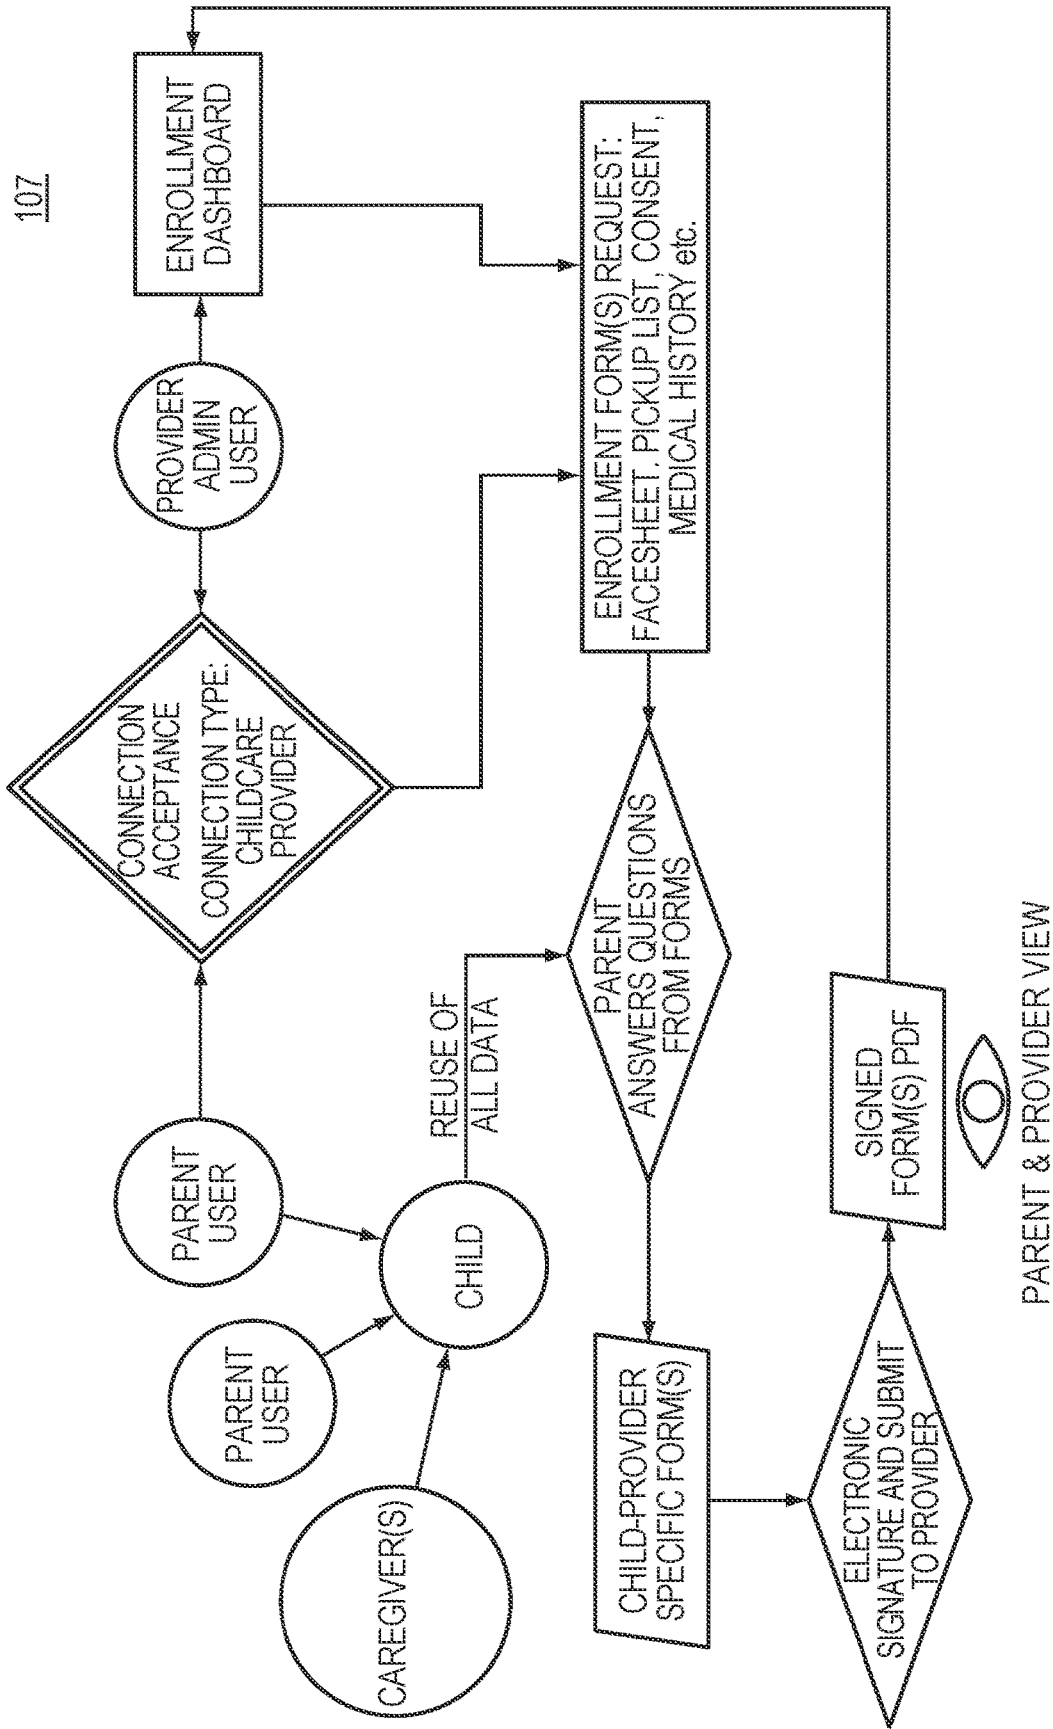 107
PARENT
USER
PARENT
USER
CAREGIVER(S)
CHILD
CONNECTION
ACCEPTANCE
CONNECTION TYPE:
CHILDCARE
PROVIDER
PROVIDER
ADMIN
USER
ENROLLMENT
DASHBOARD
REUSE OF
ALL DATA
ENROLLMENT FORM(S) REQUEST:
FACESHEET. PICKUP LIST, CONSENT,
MEDICAL HISTORY etc.
PARENT
ANSWERS QUESTIONS
FROM FORMS
CHILD-PROVIDER
SPECIFIC FORM(S)
ELECTRONIC
SIGNATURE AND SUBMIT
TO PROVIDER
SIGNED
FORM(S) PDF
PARENT & PROVIDER VIEW